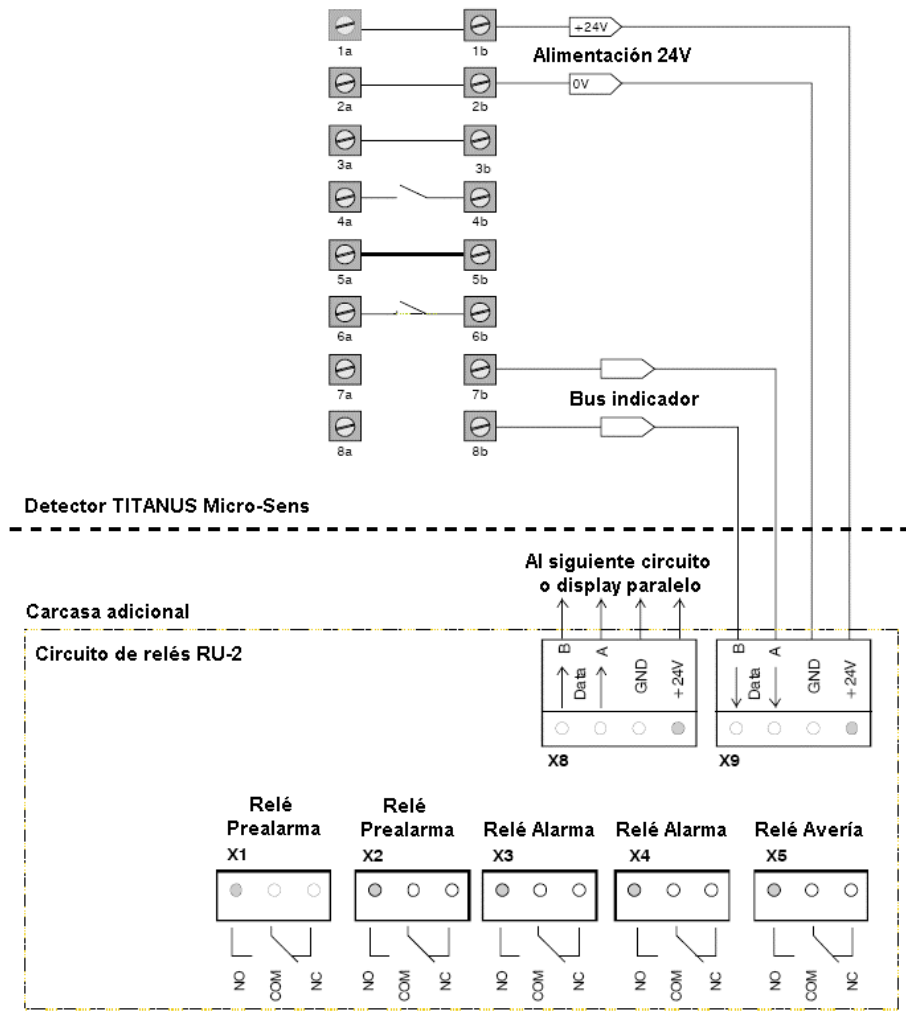 1a 1b +24V
Alimentación 24V
2a 2b 0V
3a 3b
4a 4b
5a 5b
6a 6b
7a 7b
Bus indicador
8a 8b
Detector TITANUS Micro-Sens
Al siguiente circuito
o display paralelo
Carcasa adicional
Circuito de relés RU-2
B Data A GND +24V
B Data A GND +24V
X8 X9
Relé
Prealarma
X1
Relé
Prealarma
X2
Relé Alarma
X3
Relé Alarma
X4
Relé Avería
X5
NO COM NC
NO COM NC
NO COM NC
NO COM NC
NO COM NC